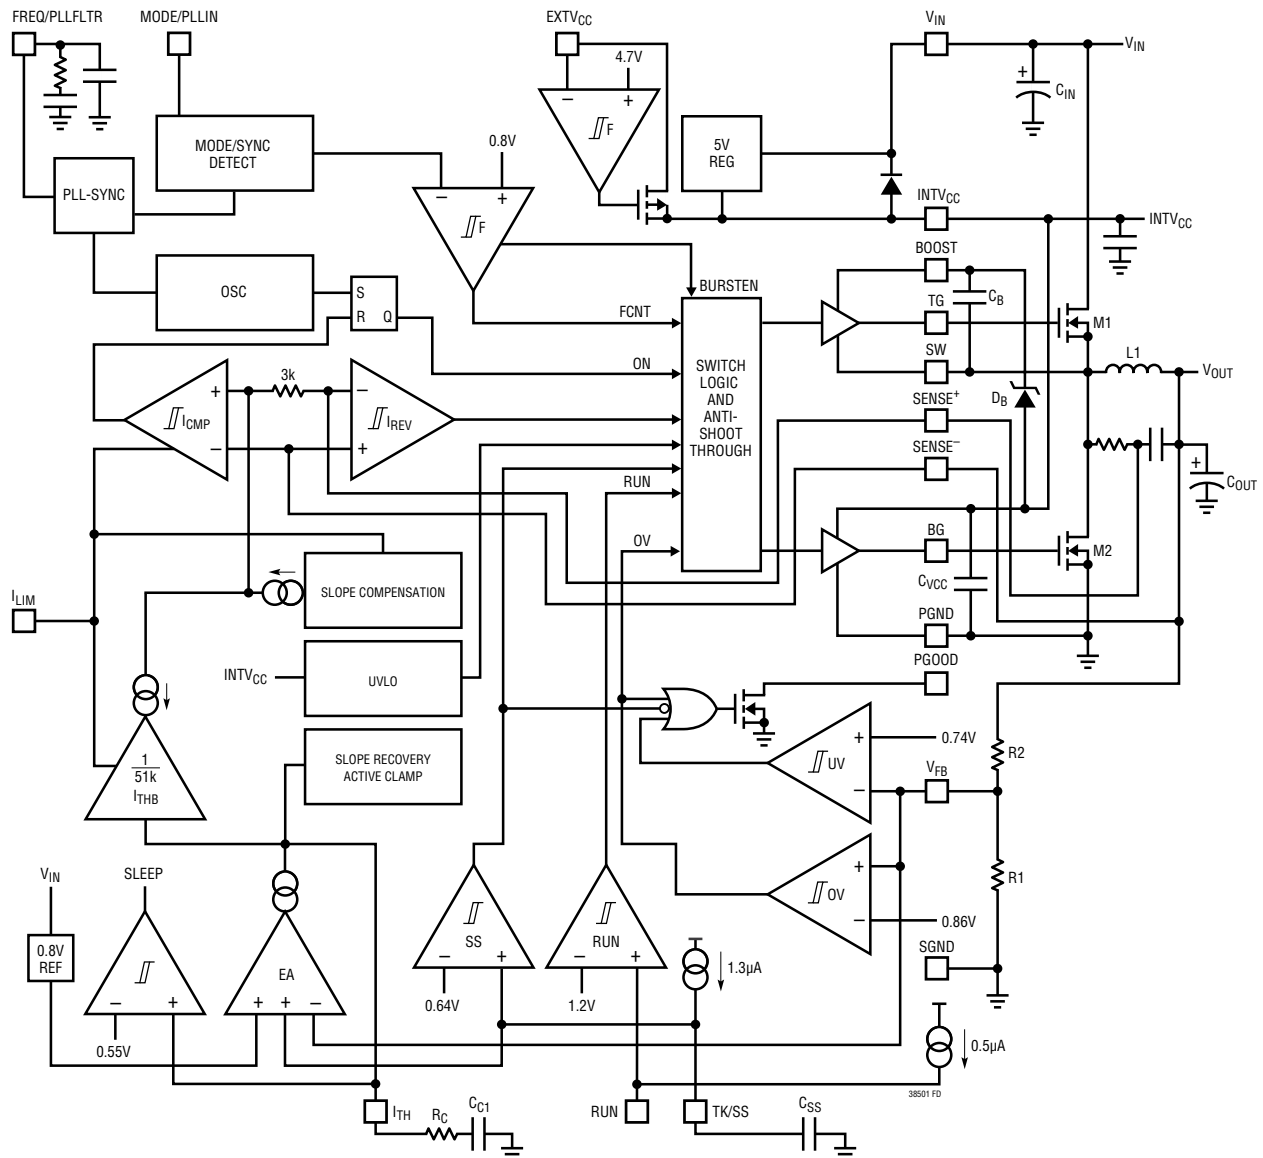 FREQ/PLLFLTR
MODE/PLLIN
EXTVCC
VIN
VIN
4.7V
+
CIN
− +
F
MODE/SYNC
DETECT
0.8V
5V
REG
PLL-SYNC
− +
F
INTVCC
INTVCC
BOOST
OSC
S
R Q
BURSTEN
CB
TG
FCNT
M1
SW
L1
VOUT
ON
3k
SWITCH
LOGIC
AND
ANTI-
SHOOT
THROUGH
+
−
ICMP
−
+
IREV
SENSE+
DB
SENSE−
+
COUT
RUN
BG
OV
M2
CVCC
SLOPE COMPENSATION
ILIM
PGND
PGOOD
INTVCC
UVLO
+
−
UV
0.74V
R2
VFB
SLOPE RECOVERY
ACTIVE CLAMP
1
51k
ITHB
VIN
SLEEP
+
−
OV
R1
0.86V
0.8V
REF
− +
EA
+ + −
SS
− +
RUN
− +
SGND
1.3µA
0.64V
1.2V
0.55V
0.5µA
38501 FD
ITH
RC
CC1
RUN
TK/SS
CSS